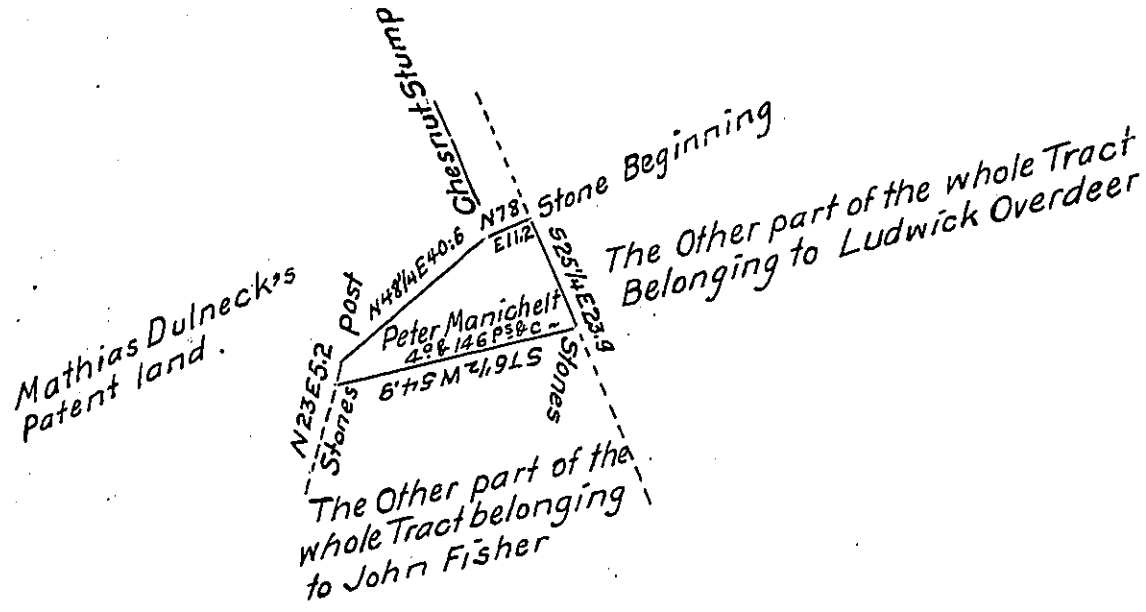 Chesnut Stump
N78
E11.2
Stone Beginning
S25¼E23.9
The Other part of the whole Tract
Belonging to Ludwick Overdeer
N48¼E40:6
Post
Mathias Dulneck's
Patent land.
Peter Manichelt
4a & 146 Ps & c ~
S76½W54.9
Stones
N23E5.2
Stones
The Other part of the
whole Tract belonging
to John Fisher